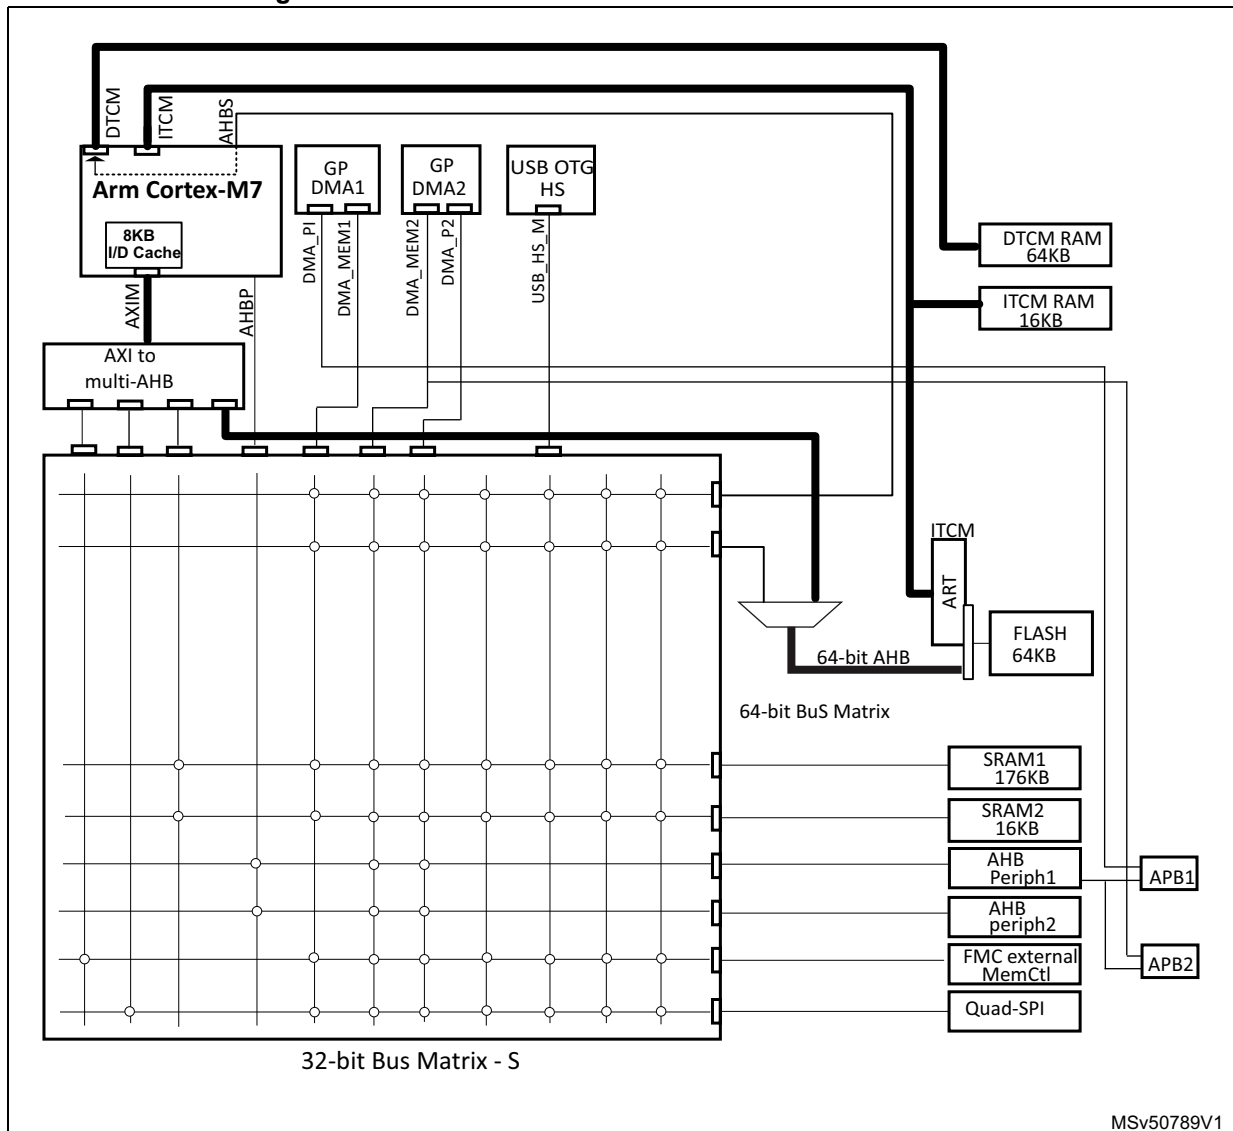 DTCM
ITCM
AHBS
Arm Cortex-M7
8KB
I/D Cache
AXIM
AHBP
GP
DMA1
GP
DMA2
USB OTG
HS
DMA_PI
DMA_MEM1
DMA_MEM2
DMA_P2
USB_HS_M
DTCM RAM
64KB
ITCM RAM
16KB
AXI to
multi-AHB
ITCM
ART
FLASH
64KB
64-bit AHB
64-bit BuS Matrix
SRAM1
176KB
SRAM2
16KB
AHB
Periph1
APB1
AHB
periph2
FMC external
MemCtl
APB2
Quad-SPI
32-bit Bus Matrix - S
MSv50789V1